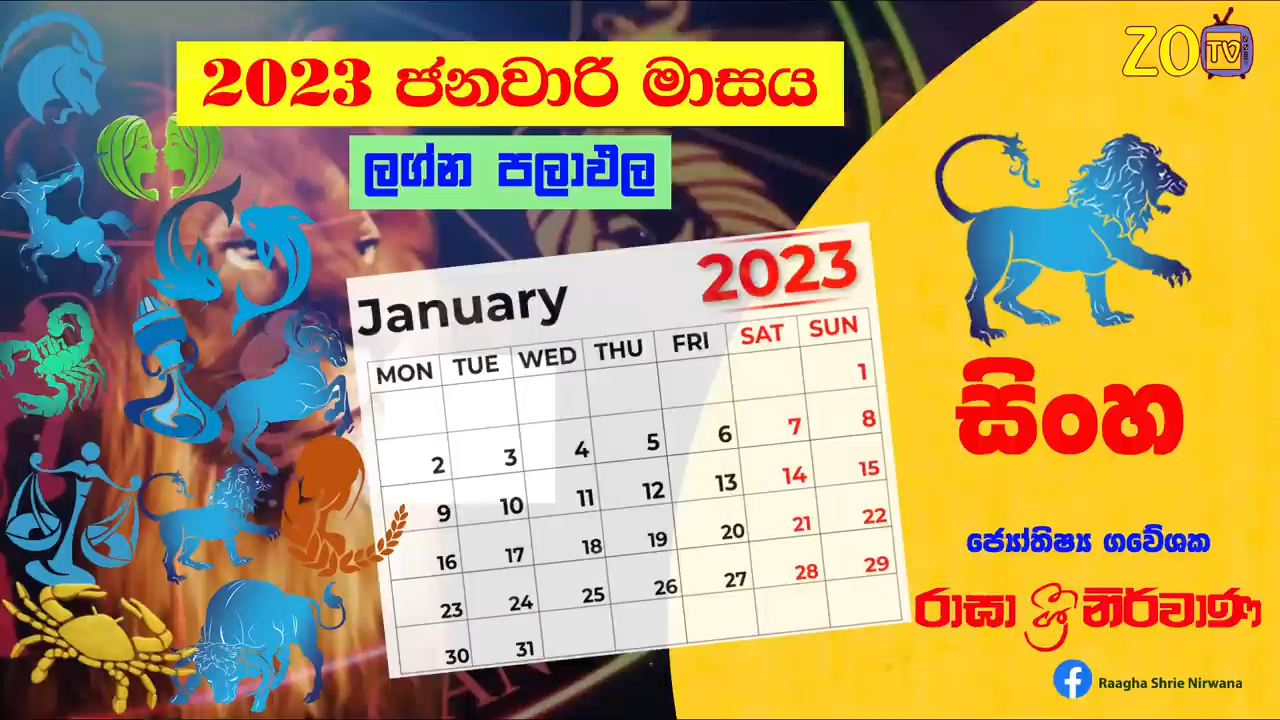 ZO TV
2023 ජනවාරි මාසය
ලග්න පලාඵල
January 2023
MON TUE WED THU FRI SAT SUN
1
2 3 4 5 6 7 8
9 10 11 12 13 14 15
16 17 18 19 20 21 22
23 24 25 26 27 28 29
30 31
සිංහ
ජ්‍යෝතිෂ්‍ය ගවේශක
රාඝා ශ්‍රී නිර්වාණ
Raagha Shrie Nirwana